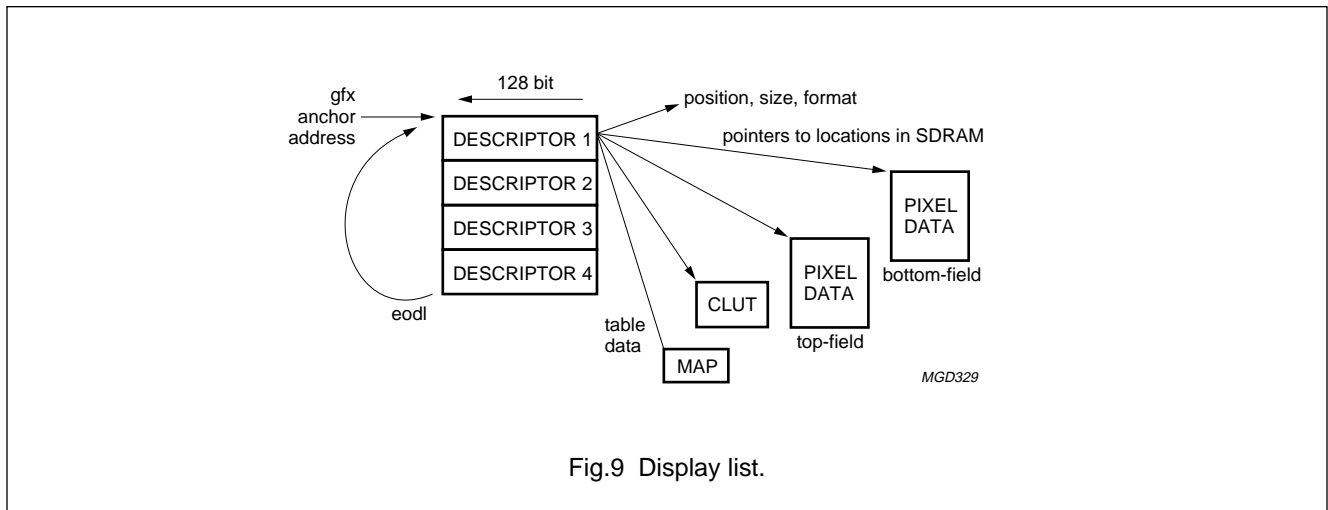 128 bit
gfx
anchor
address
position, size, format
pointers to locations in SDRAM
DESCRIPTOR 1
DESCRIPTOR 2
DESCRIPTOR 3
DESCRIPTOR 4
eodl
PIXEL
DATA
bottom-field
PIXEL
DATA
top-field
CLUT
table
data
MAP
MGD329
Fig.9 Display list.